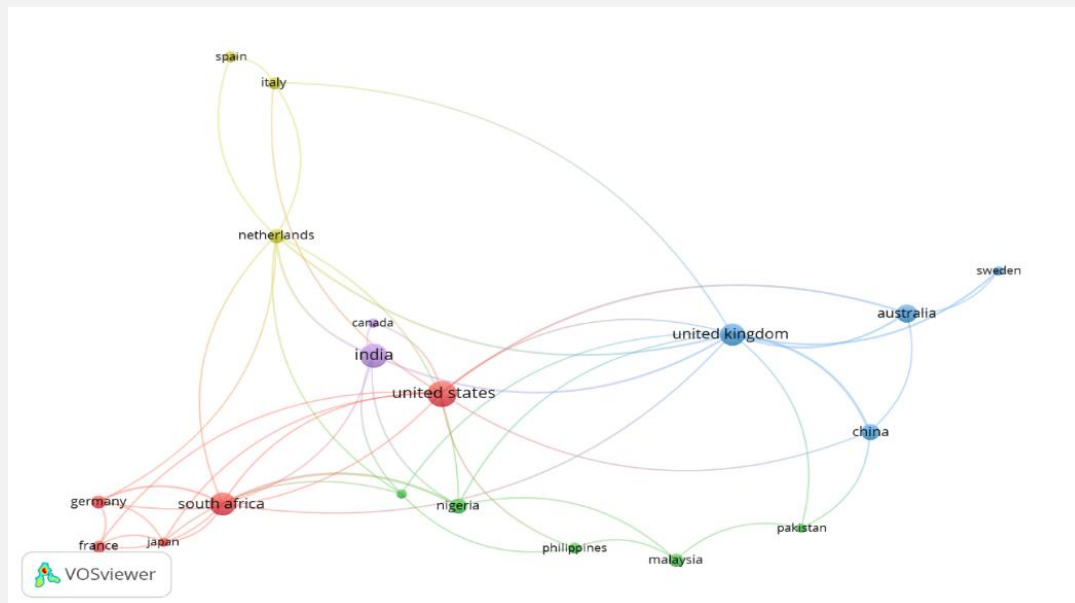 spain
italy
netherlands
sweden
australia
canada
united kingdom
india
united states
china
germany
south africa
nigeria
pakistan
france
japan
philippines
malaysia
VOSviewer